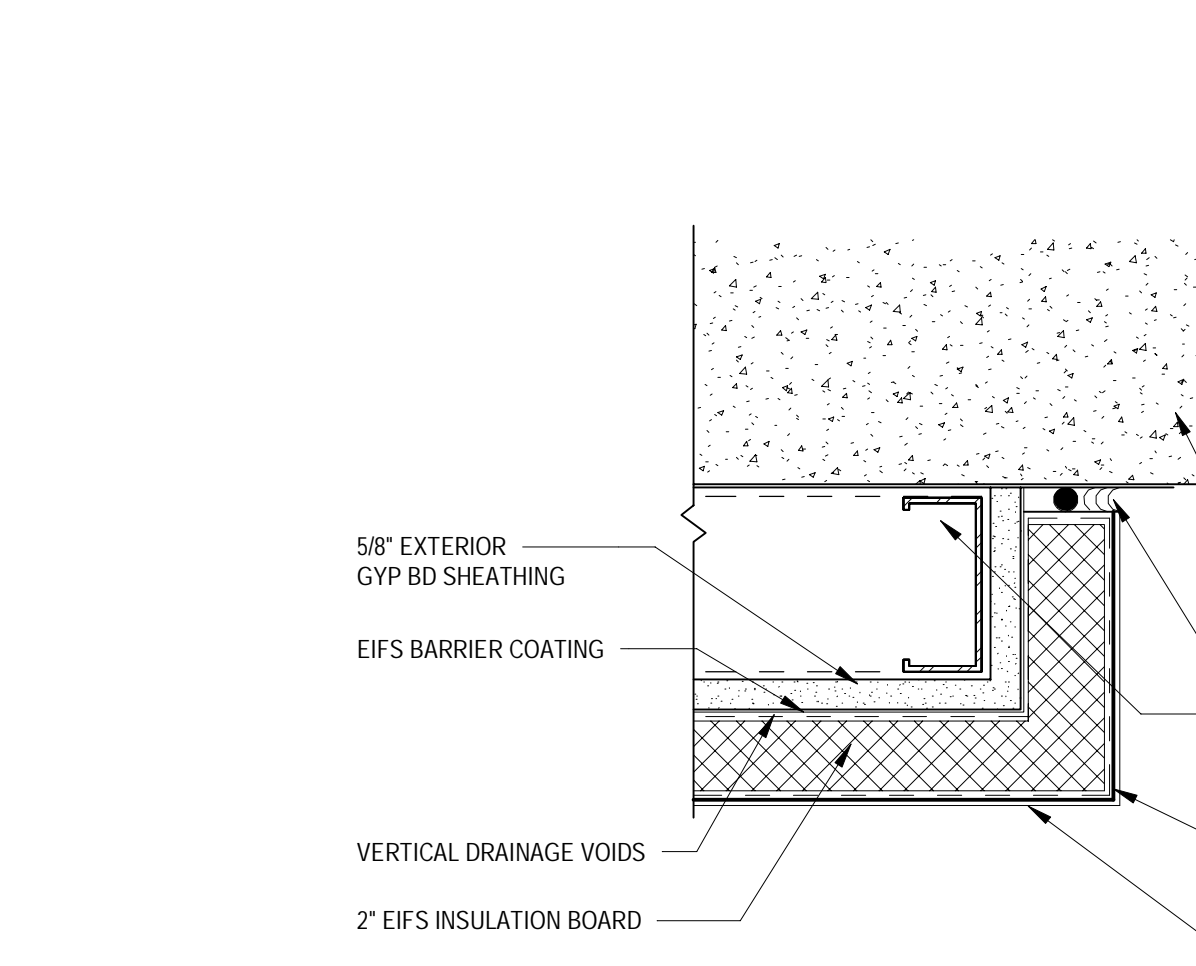 5/8" EXTERIOR
GYP BD SHEATHING
EIFS BARRIER COATING
VERTICAL DRAINAGE VOIDS
2" EIFS INSULATION BOARD